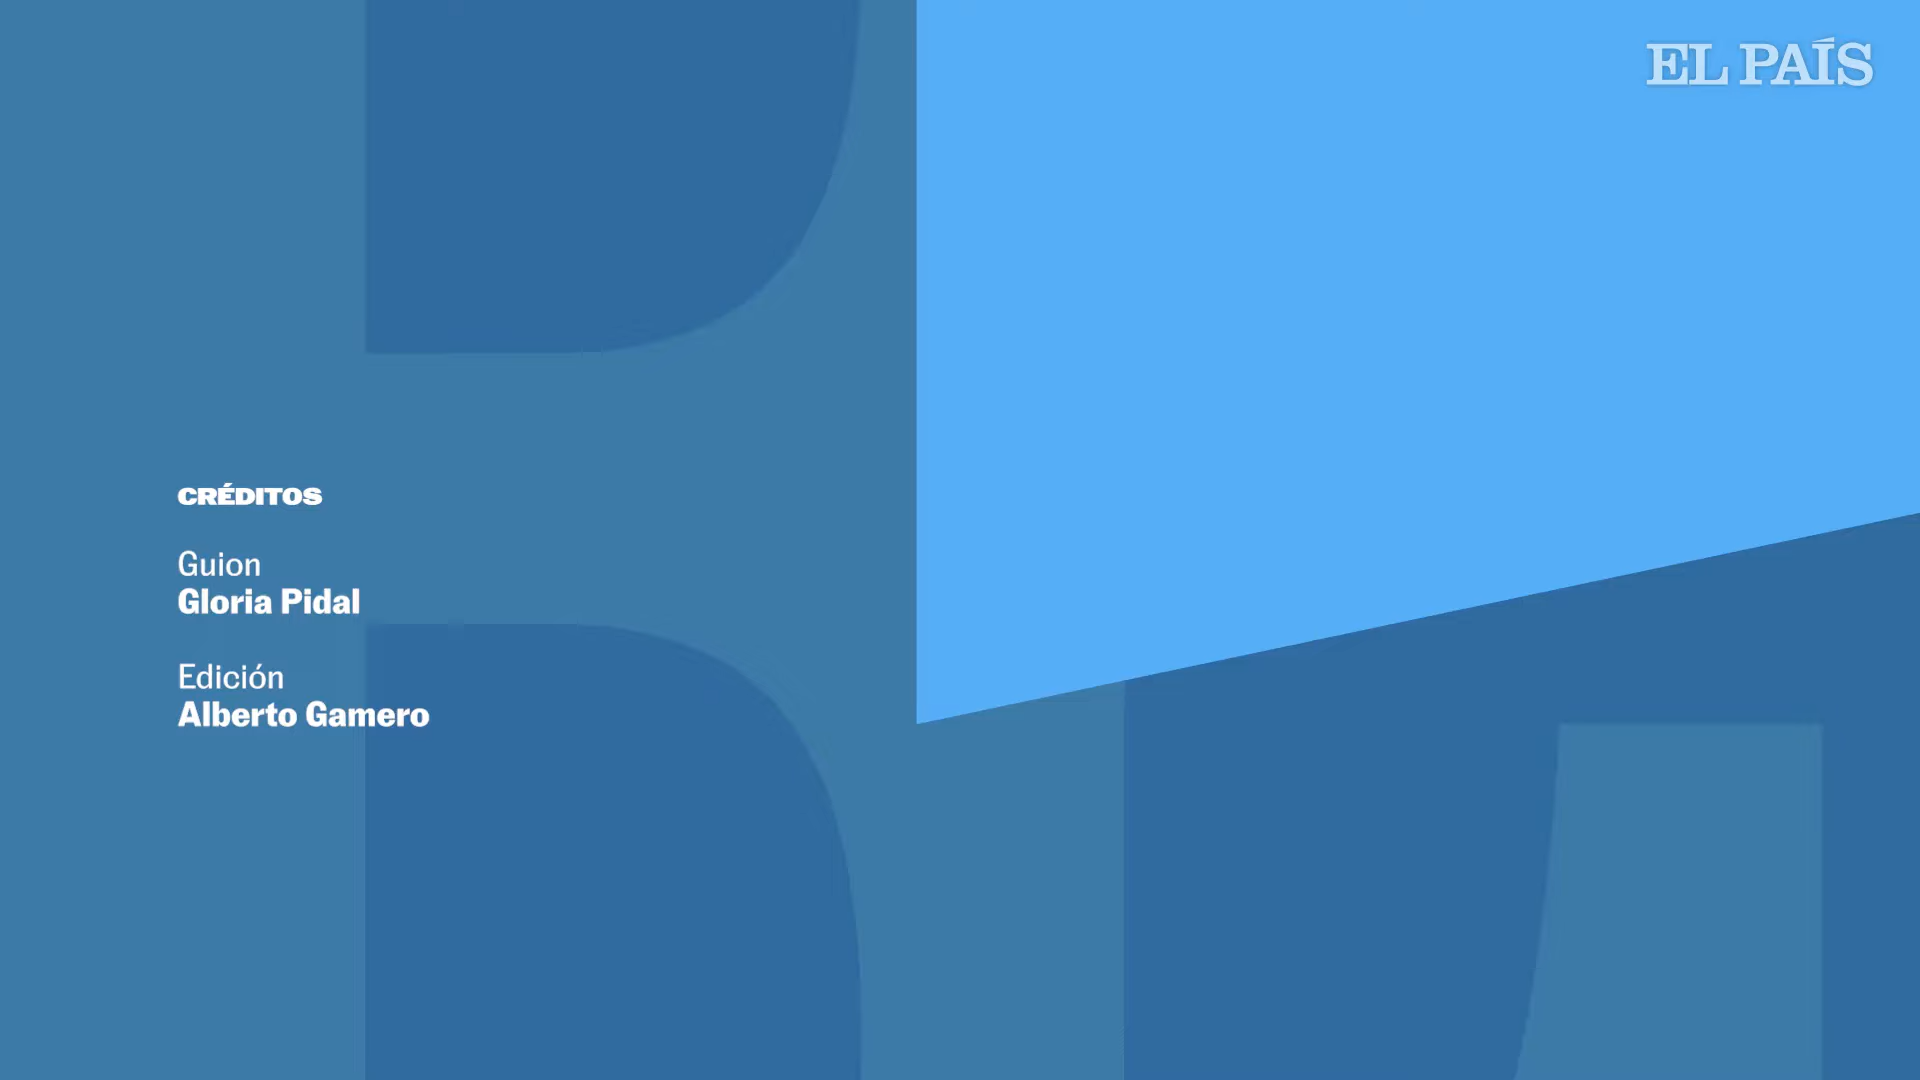 EL PAÍS
CRÉDITOS
Guion
Gloria Pidal
Edición
Alberto Gamero